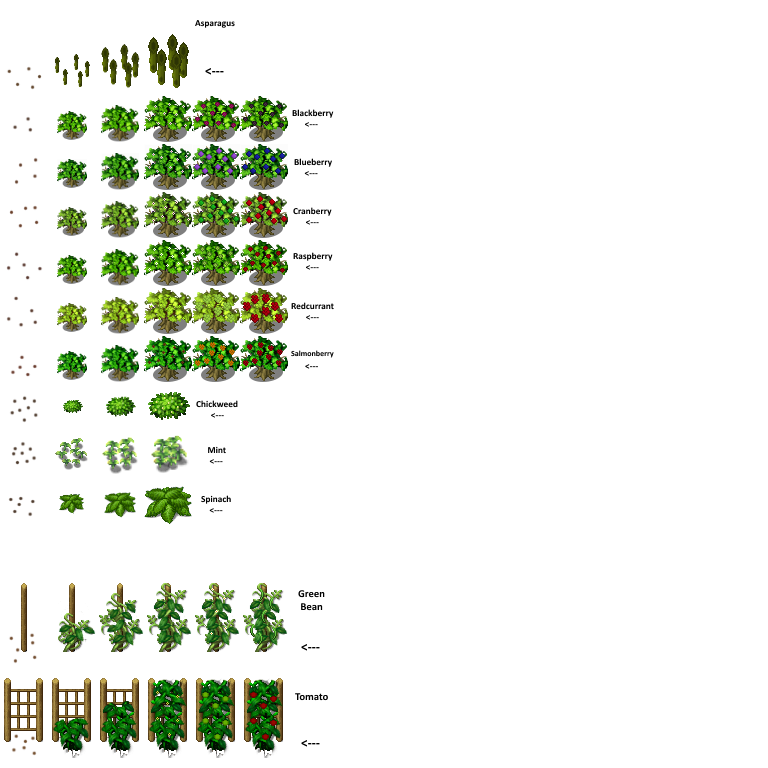 Asparagus
<---
Blackberry
<---
Blueberry
<---
Cranberry
<---
Raspberry
<---
Redcurrant
<---
Salmonberry
<---
Chickweed
<---
Mint
<---
Spinach
<---
Green
Bean
<---
Tomato
<---